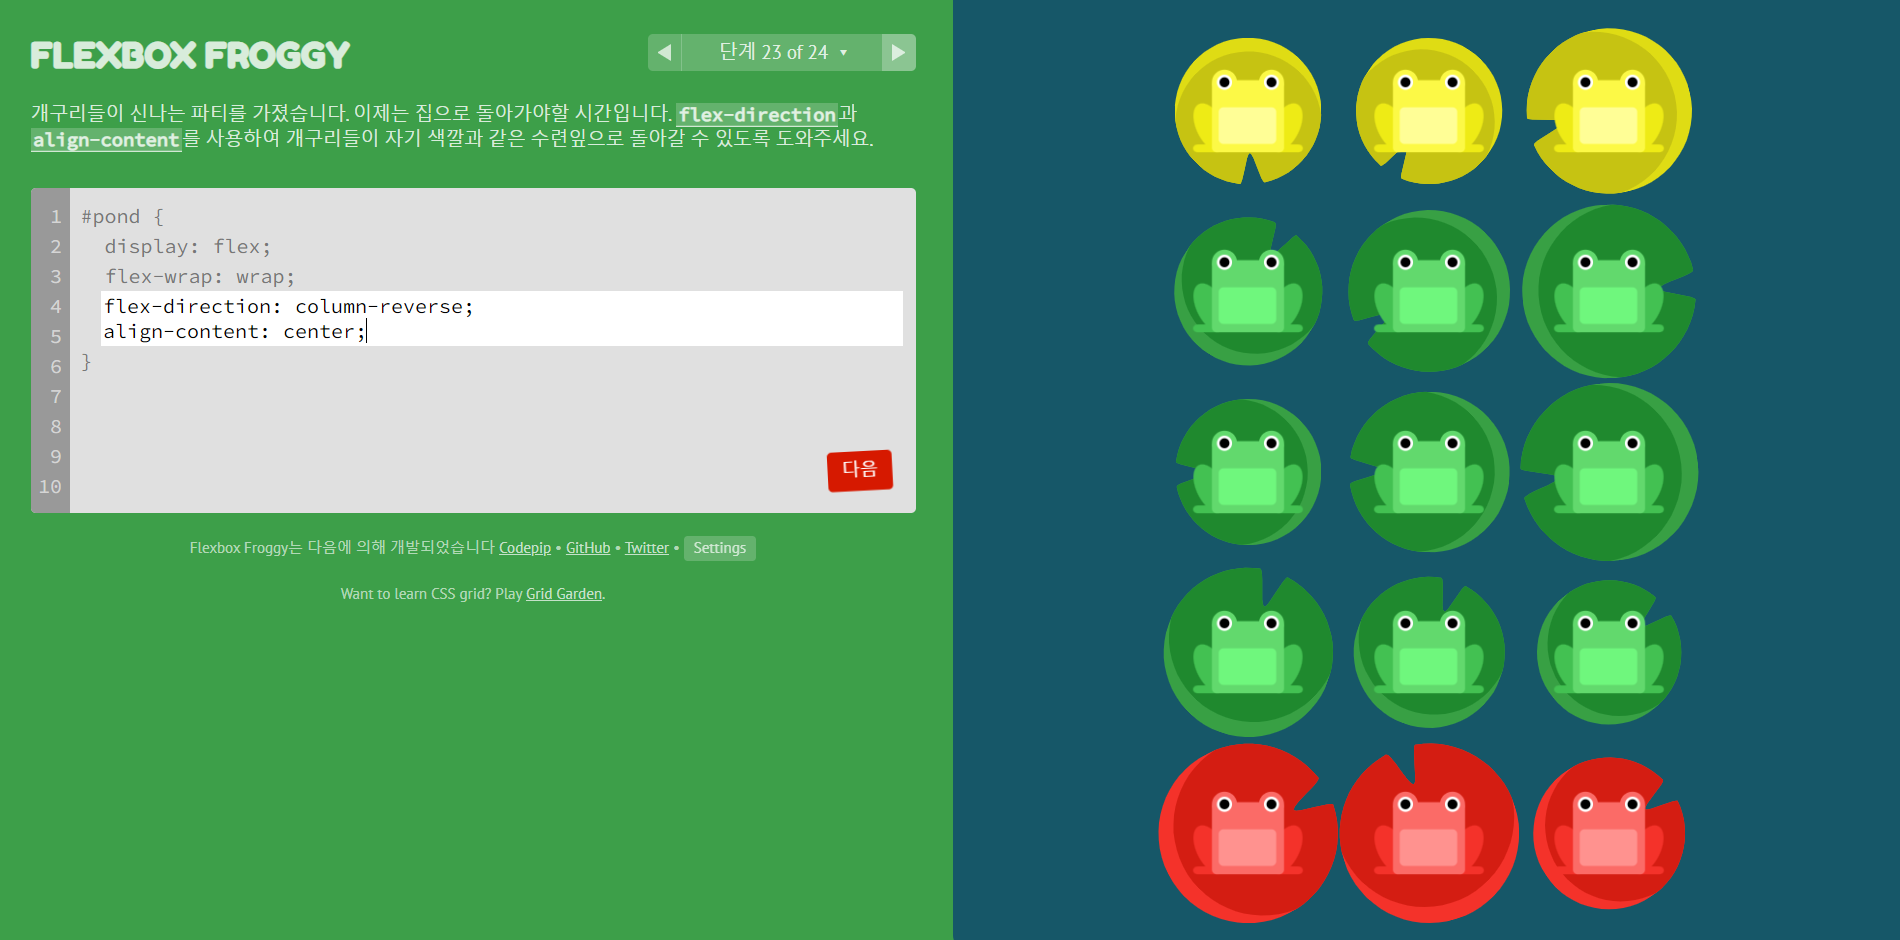 FLEXBOX FROGGY
단계 23 of 24
개구리들이 신나는 파티를 가졌습니다. 이제는 집으로 돌아가야할 시간입니다. flex-direction과
align-content를 사용하여 개구리들이 자기 색깔과 같은 수련잎으로 돌아갈 수 있도록 도와주세요.
1 #pond {
2 display: flex;
3 flex-wrap: wrap;
4 flex-direction: column-reverse;
5 align-content: center;
6 }
7
8
9
10
다음
Flexbox Froggy는 다음에 의해 개발되었습니다 Codepip • GitHub • Twitter • Settings
Want to learn CSS grid? Play Grid Garden.